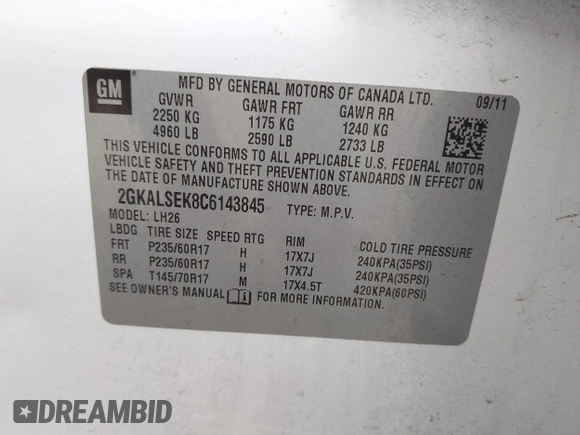 GM ®
MFD BY GENERAL MOTORS OF CANADA LTD.
09/11
GVWR GAWR FRT GAWR RR
2250 KG 1175 KG 1240 KG
4960 LB 2590 LB 2733 LB
THIS VEHICLE CONFORMS TO ALL APPLICABLE U.S. FEDERAL MOTOR
VEHICLE SAFETY AND THEFT PREVENTION STANDARDS IN EFFECT ON
THE DATE OF MANUFACTURE SHOWN ABOVE.
2GKALSEK8C6143845 TYPE: M.P.V.
MODEL: LH26
LBDG TIRE SIZE SPEED RTG RIM COLD TIRE PRESSURE
FRT P235/60R17 H 17X7J 240KPA(35PSI)
RR P235/60R17 H 17X7J 240KPA(35PSI)
SPA T145/70R17 M 17X4.5T 420KPA(60PSI)
SEE OWNER'S MANUAL FOR MORE INFORMATION
DREAMBID